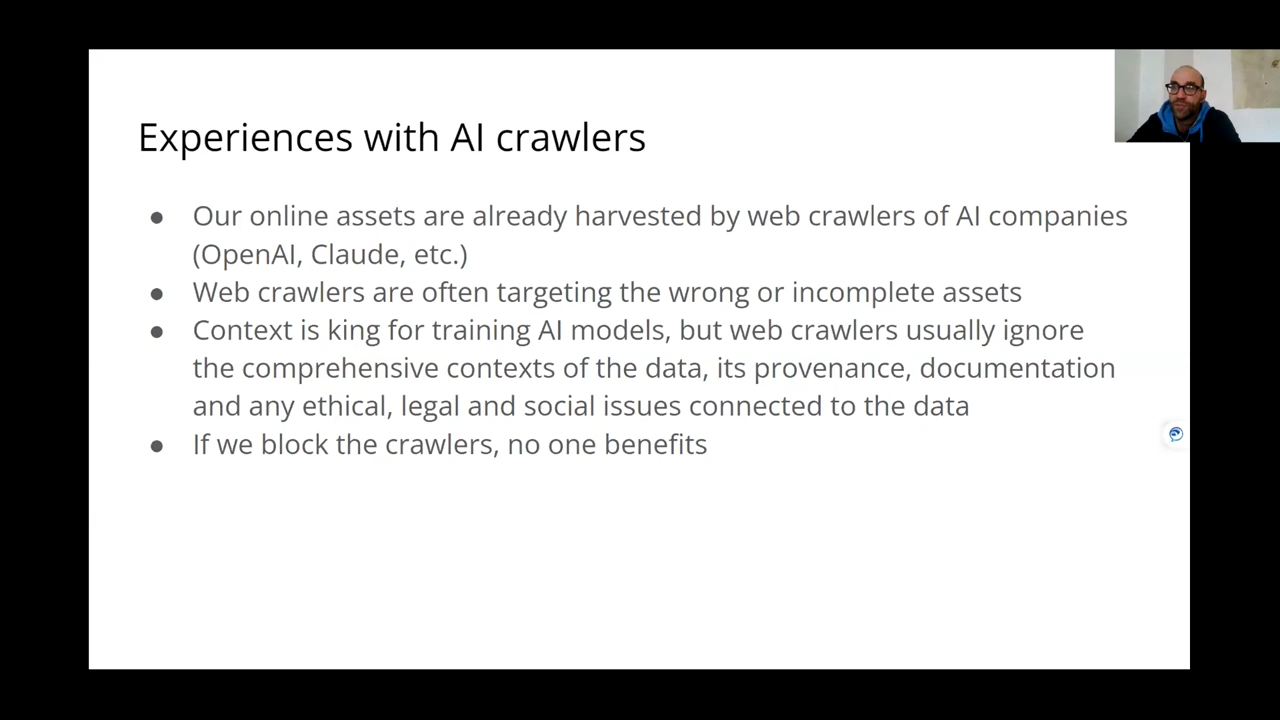 Experiences with AI crawlers
● Our online assets are already harvested by web crawlers of AI companies
(OpenAI, Claude, etc.)
● Web crawlers are often targeting the wrong or incomplete assets
● Context is king for training AI models, but web crawlers usually ignore
the comprehensive contexts of the data, its provenance, documentation
and any ethical, legal and social issues connected to the data
● If we block the crawlers, no one benefits